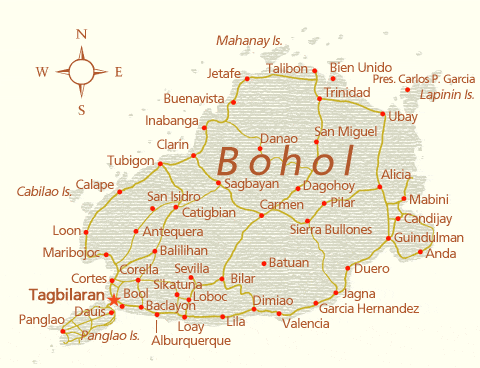 N
Mahanay Is.
W
E
S
Talibon
Bien Undo
Jetafe
Pres. Carlos P. Garcia
Lapinin Is.
Trinidad
Buenavista
Ubay
Inabanga
San Miguel
Danao
Clarin
Bohol
Tubigon
Alicia
Sagbayan
Dagohoy
Cabilao Is.
Calape
San Isidro
Mabini
Carmen
Pilar
Catigbian
Candijay
Loon
Antequera
Sierra Bullones
Guindulman
Maribojoc
Balilihan
Anda
Batuan
Corella
Sevilla
Duero
Cortes
Bilar
Sikatuna
Tagbilaran
Bool
Loboc
Jagna
Baclayon
Dimiao
Garcia Hernandez
Dauis
Panglao
Lila
Valencia
Loay
Panglao Is.
Alburquerque